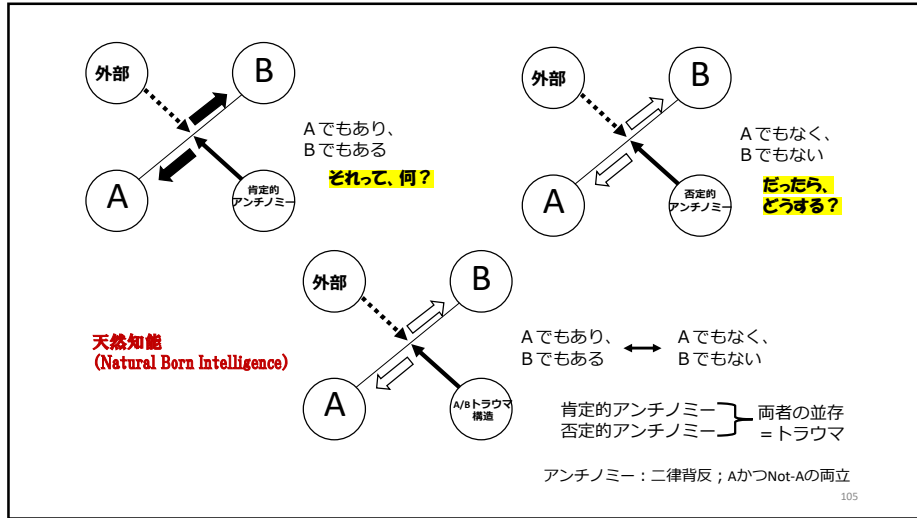 外部
B
A
肯定的
アンチノミー
Aでもあり、
Bでもある
それって、何？
外部
B
A
否定的
アンチノミー
Aでもなく、
Bでもない
だったら、
どうする？
天然知能
(Natural Born Intelligence)
外部
B
A
A/Bトラウマ
構造
Aでもあり、
Bでもある
Aでもなく、
Bでもない
肯定的アンチノミー
否定的アンチノミー
両者の並存
＝トラウマ
アンチノミー：二律背反；AかつNot-Aの両立
105